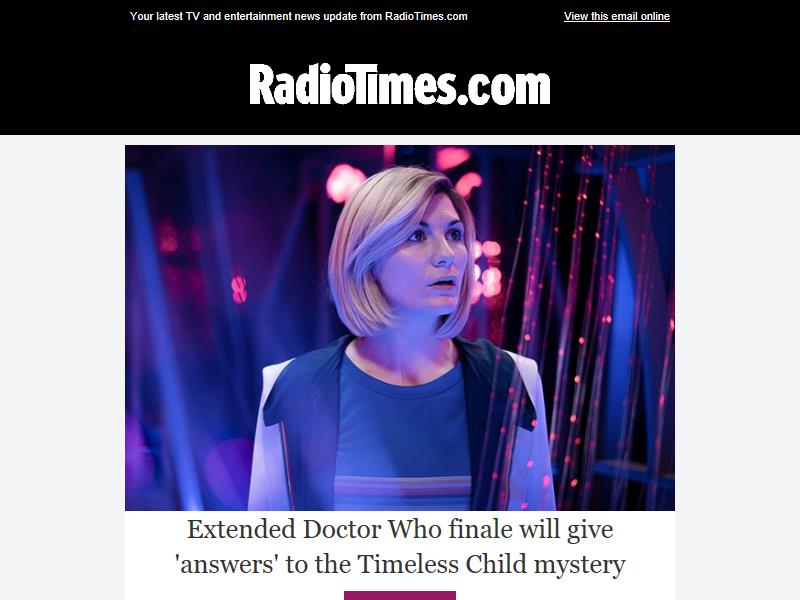 Your latest TV and entertainment news update from RadioTimes.com
View this email online
RadioTimes.com
Extended Doctor Who finale will give
'answers' to the Timeless Child mystery